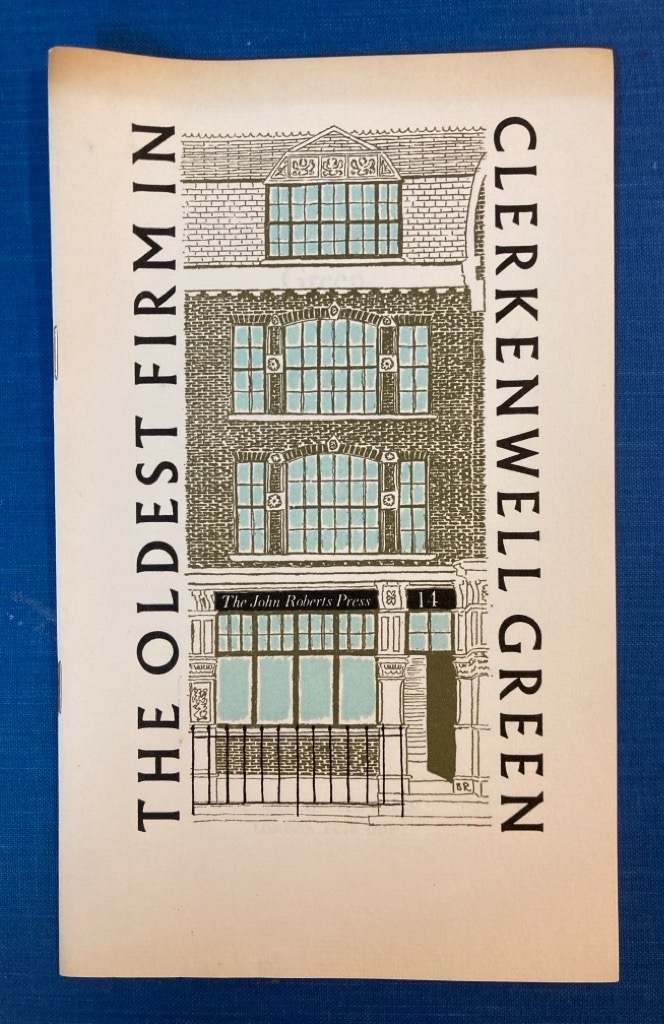 THE OLDEST FIRM IN
CLERKENWELL GREEN
The John Roberts Press
14
BR